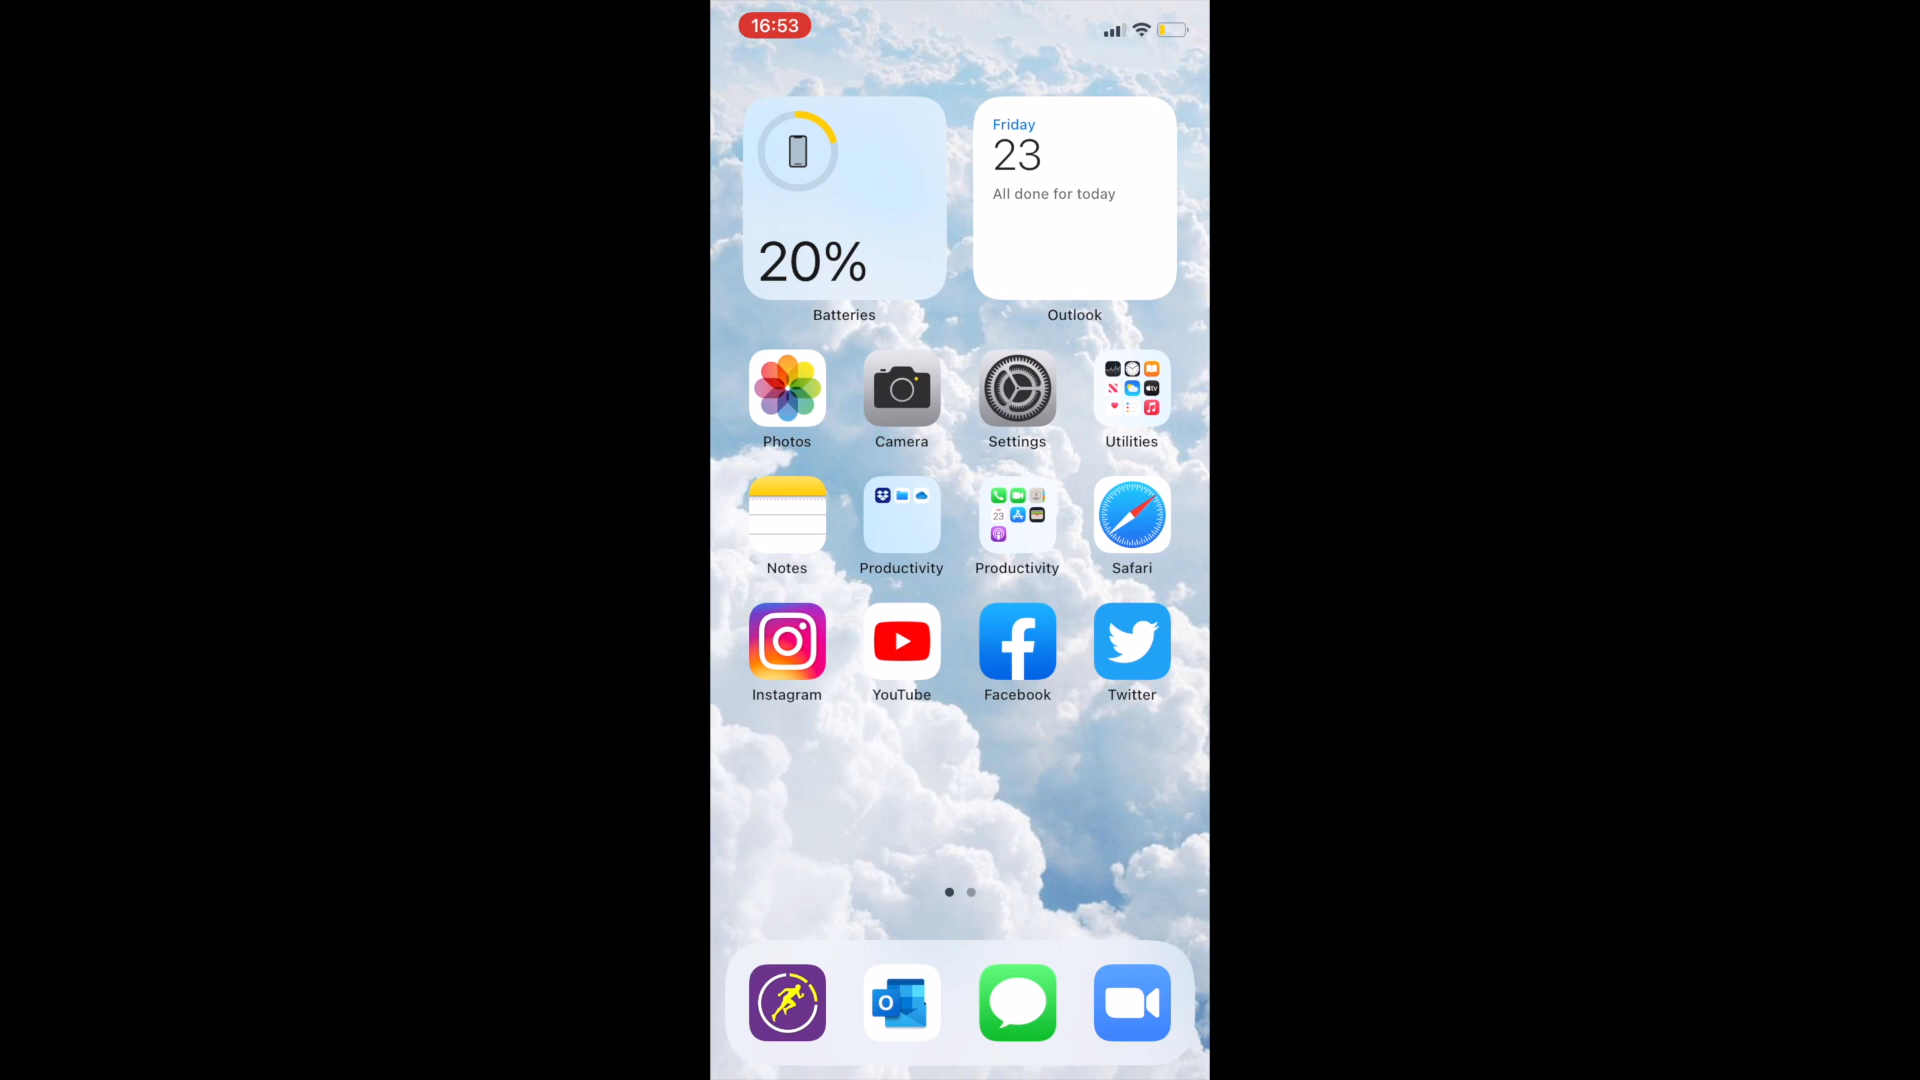 16:53
Friday
23
All done for today
20%
Batteries
Outlook
Photos
Camera
Settings
Utilities
Notes
Productivity
23
Productivity
Safari
Instagram
YouTube
Facebook
Twitter